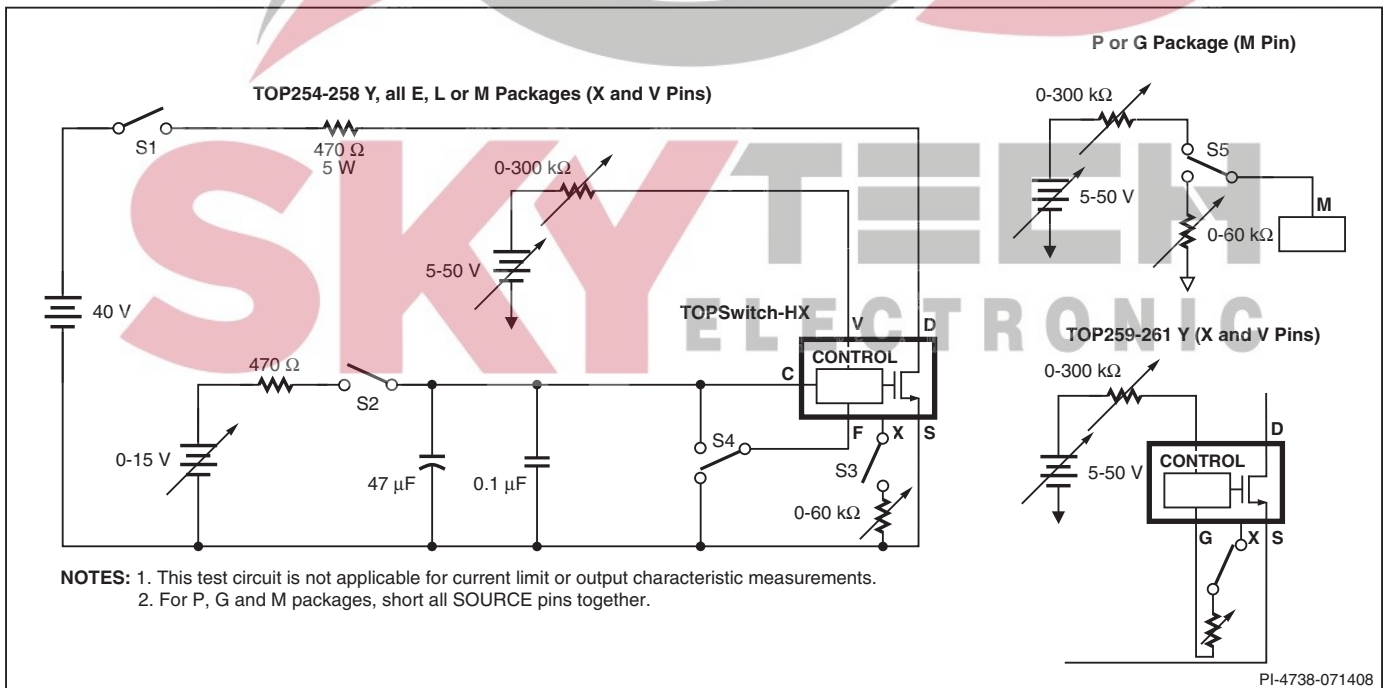 P or G Package (M Pin)
TOP254-258 Y, all E, L or M Packages (X and V Pins)
0-300 kΩ
S1
470 Ω
5 W
0-300 kΩ
S5
5-50 V
M
0-60 kΩ
5-50 V
40 V
SKYTECH
ELECTRONIC
TOPSwitch-HX
V
D
TOP259-261 Y (X and V Pins)
CONTROL
C
470 Ω
S2
0-300 kΩ
F
X
S
D
S4
S3
CONTROL
5-50 V
0-15 V
47 µF
0.1 µF
0-60 kΩ
G
X
S
NOTES: 1. This test circuit is not applicable for current limit or output characteristic measurements.
2. For P, G and M packages, short all SOURCE pins together.
PI-4738-071408